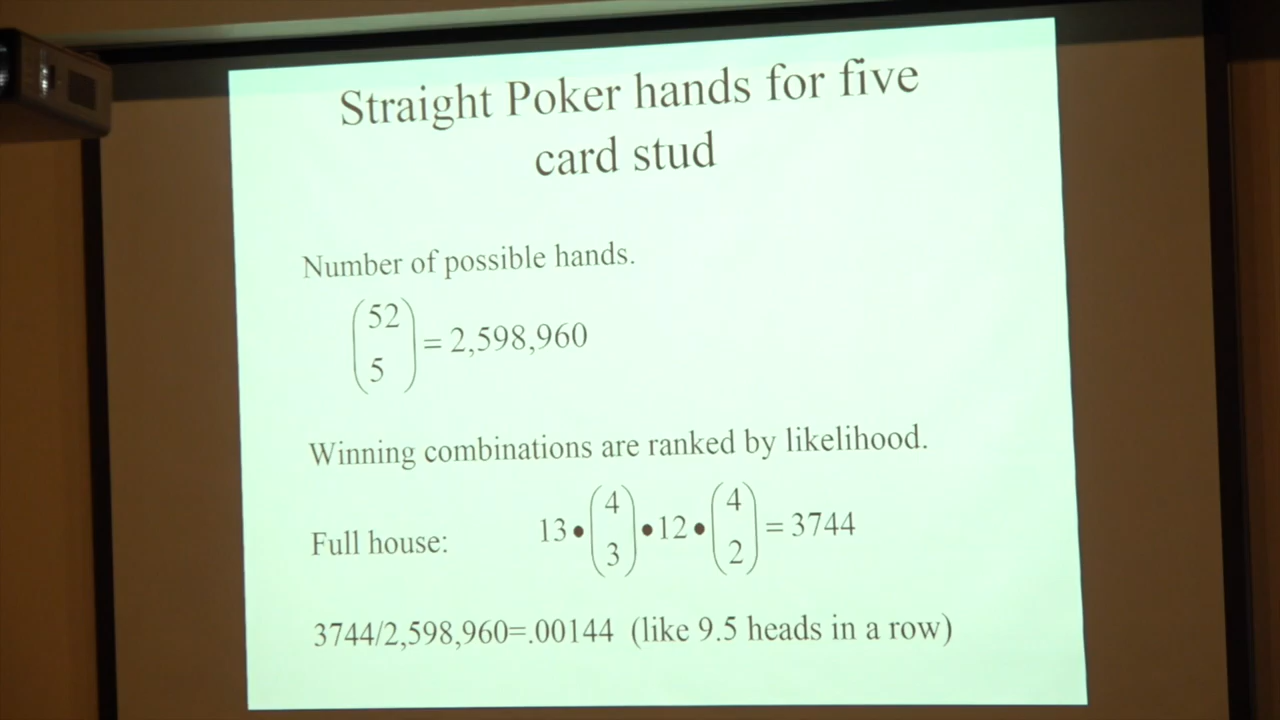 Straight Poker hands for five
card stud
Number of possible hands.
(52 5) = 2,598,960
Winning combinations are ranked by likelihood.
Full house: 13•(4 3)•12•(4 2) = 3744
3744/2,598,960=.00144 (like 9.5 heads in a row)